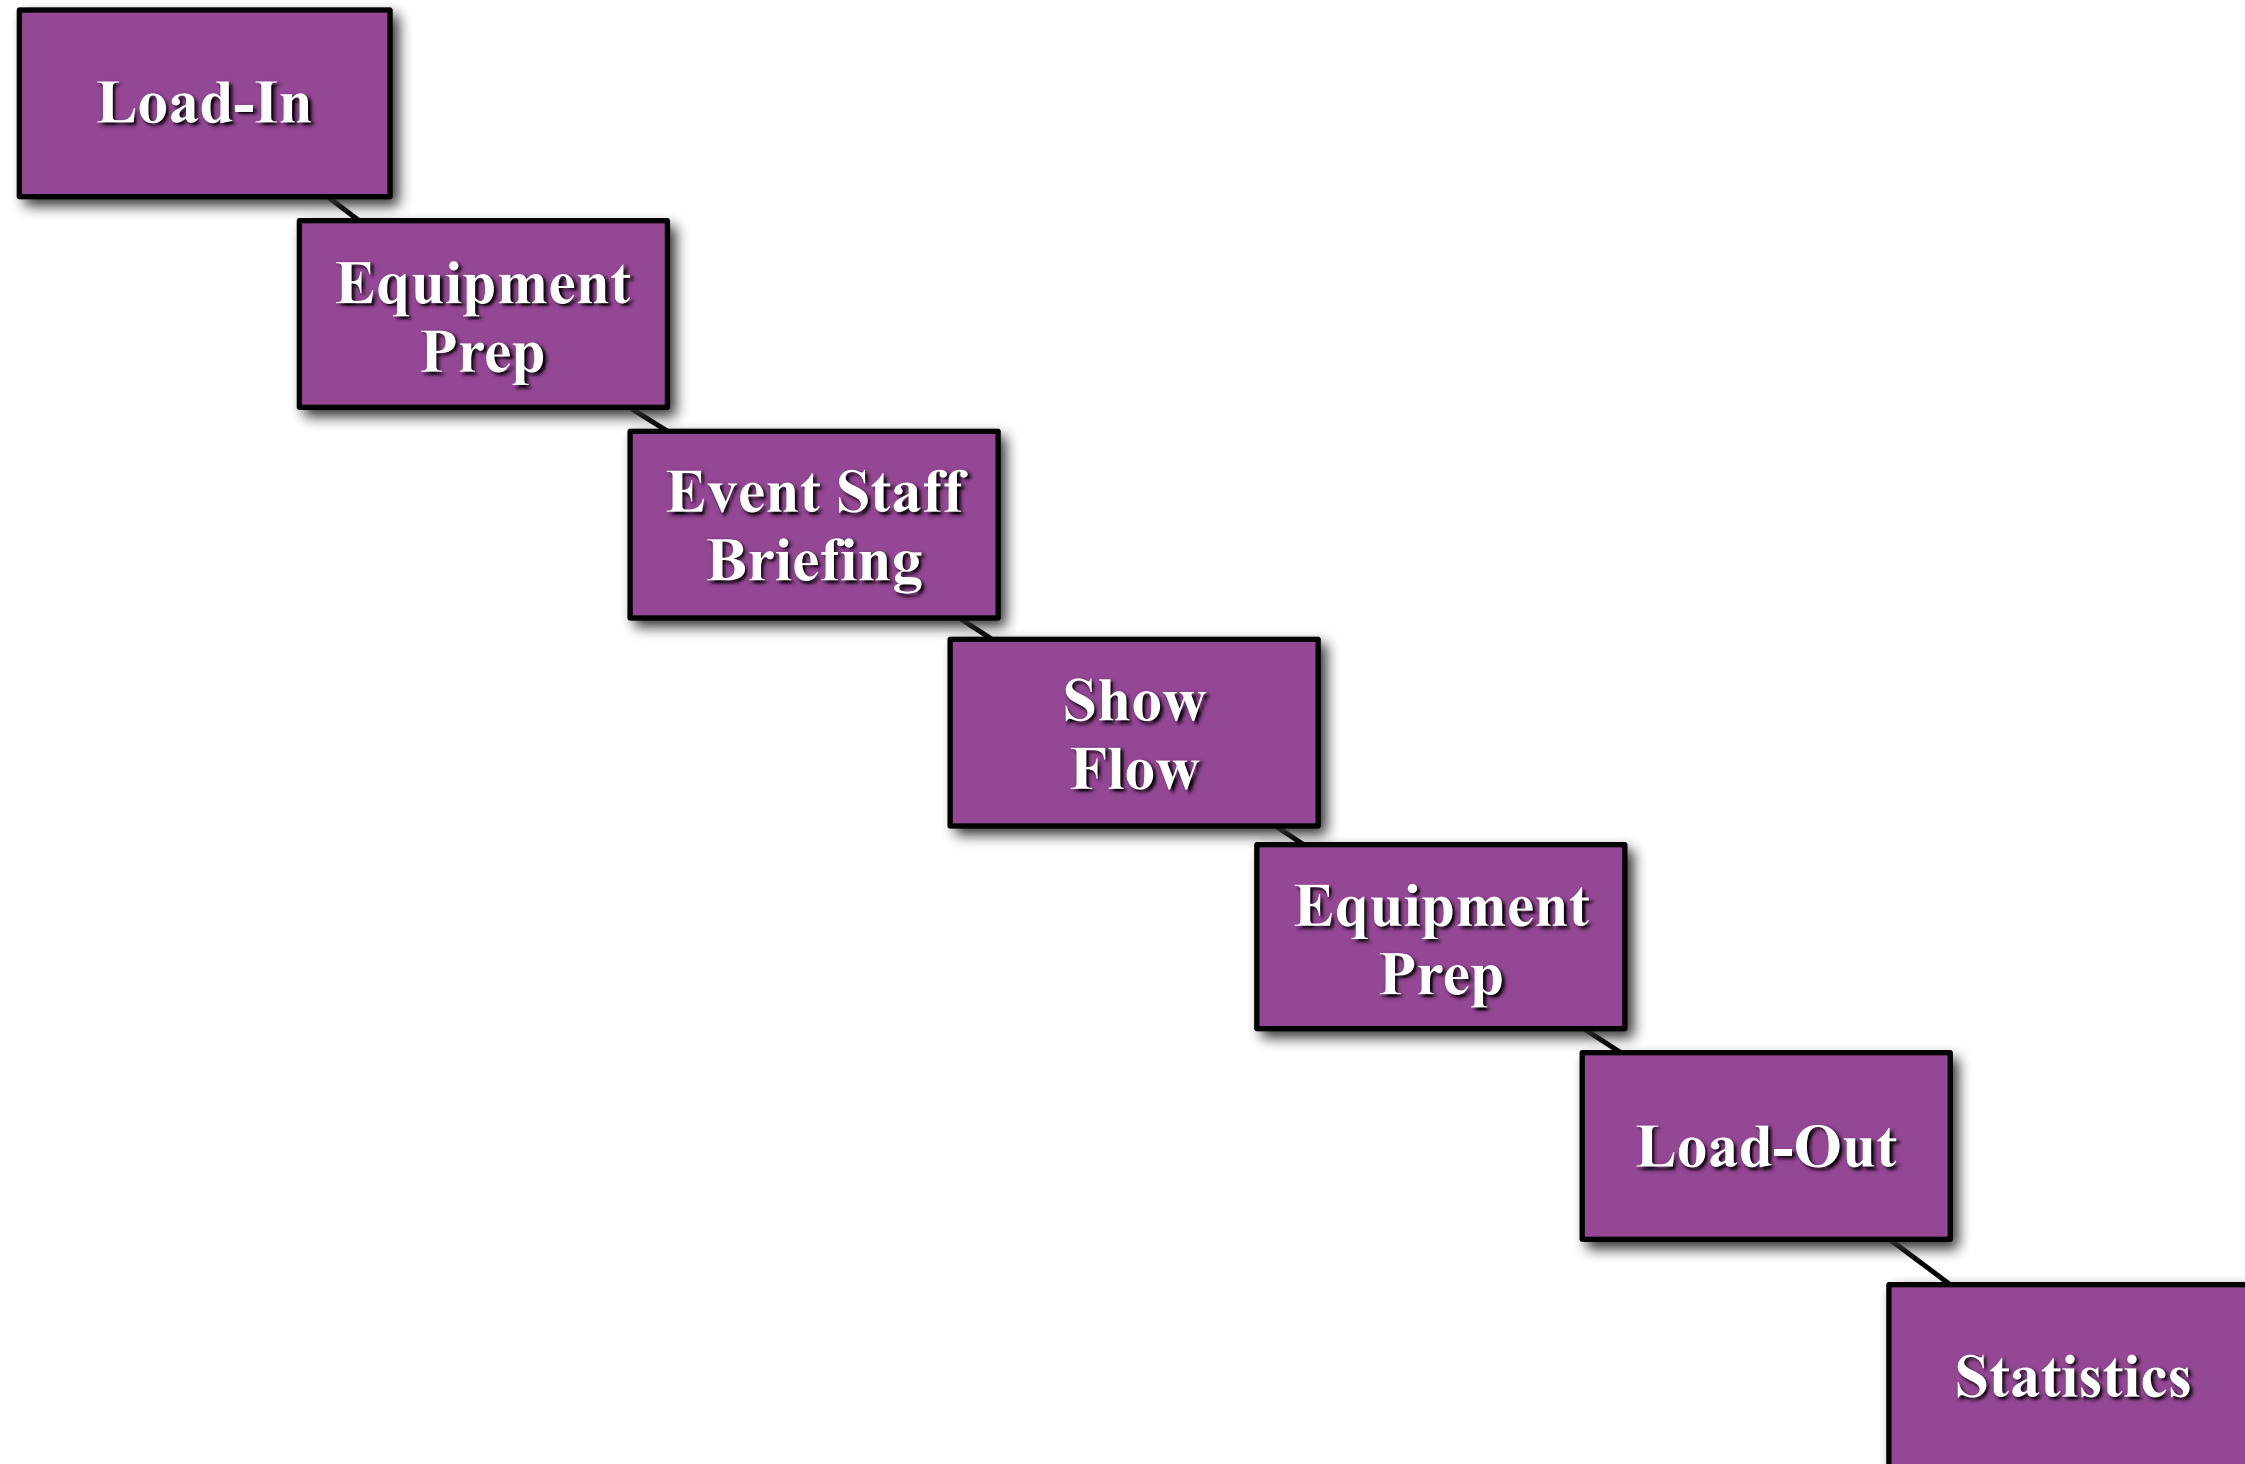 Load-In
Equipment
Prep
Event Staff
Briefing
Show
Flow
Equipment
Prep
Load-Out
Statistics